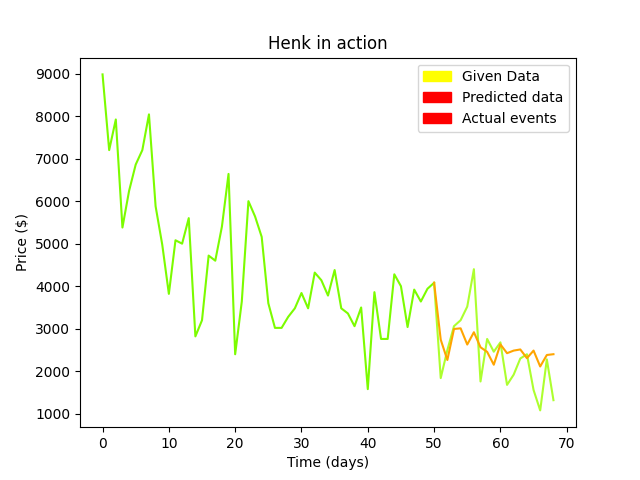 Henk in action
Given Data
Predicted data
Actual events
Price ($)
9000
8000
7000
6000
5000
4000
3000
2000
1000
0 10 20 30 40 50 60 70
Time (days)